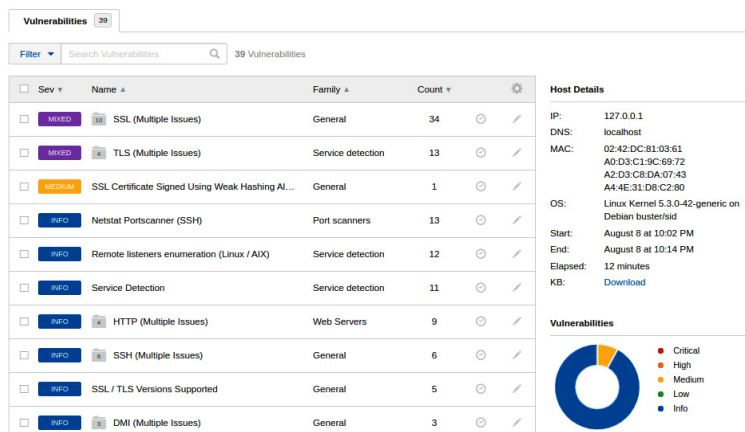 Vulnerabilities 39
Filter Search Vulnerabilities 39 Vulnerabilities
Sev Name Family Count
MIXED 10 SSL (Multiple Issues) General 34
MIXED 4 TLS (Multiple Issues) Service detection 13
MEDIUM SSL Certificate Signed Using Weak Hashing Al... General 1
INFO Netstat Portscanner (SSH) Port scanners 13
INFO Remote listeners enumeration (Linux / AIX) Service detection 12
INFO Service Detection Service detection 11
INFO 4 HTTP (Multiple Issues) Web Servers 9
INFO 6 SSH (Multiple Issues) General 6
INFO SSL / TLS Versions Supported General 5
INFO 3 DMI (Multiple Issues) General 3
Host Details
IP: 127.0.0.1
DNS: localhost
MAC: 02:42:DC:81:03:61
A0:D3:C1:9C:69:72
A2:D3:C8:DA:07:43
A4:4E:31:D8:C2:80
OS: Linux Kernel 5.3.0-42-generic on
Debian buster/sid
Start: August 8 at 10:02 PM
End: August 8 at 10:14 PM
Elapsed: 12 minutes
KB: Download
Vulnerabilities
Critical
High
Medium
Low
Info